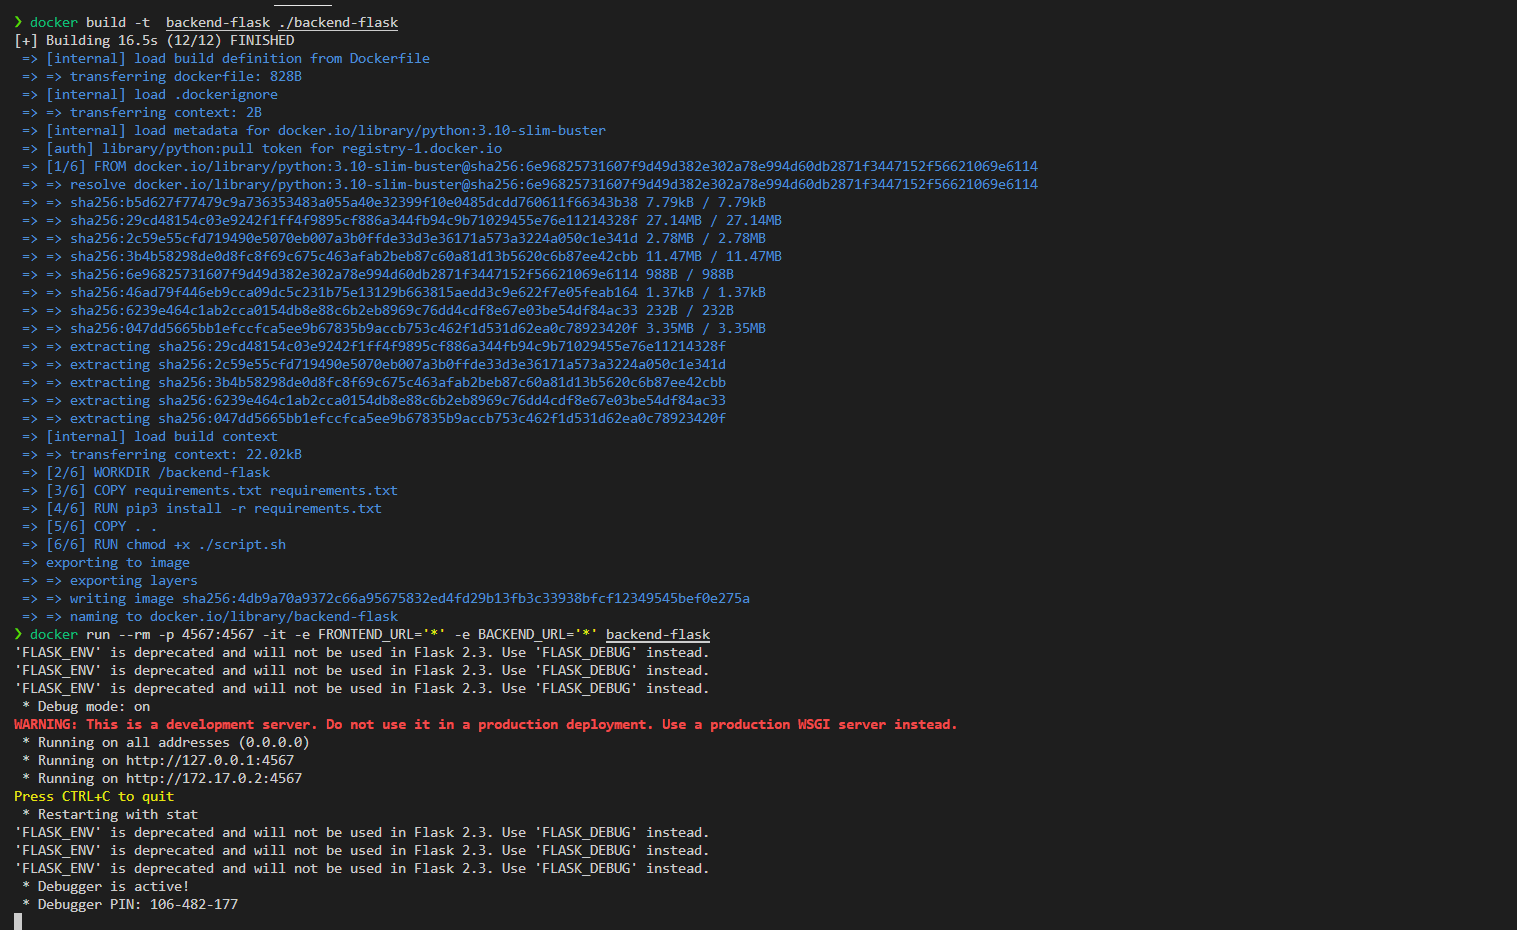 ❯ docker build -t  backend-flask ./backend-flask
[+] Building 16.5s (12/12) FINISHED
 => [internal] load build definition from Dockerfile
 => => transferring dockerfile: 828B
 => [internal] load .dockerignore
 => => transferring context: 2B
 => [internal] load metadata for docker.io/library/python:3.10-slim-buster
 => [auth] library/python:pull token for registry-1.docker.io
 => [1/6] FROM docker.io/library/python:3.10-slim-buster@sha256:6e96825731607f9d49d382e302a78e994d60db2871f3447152f56621069e6114
 => => resolve docker.io/library/python:3.10-slim-buster@sha256:6e96825731607f9d49d382e302a78e994d60db2871f3447152f56621069e6114
 => => sha256:b5d627f77479c9a736353483a055a40e32399f10e0485dcdd760611f66343b38 7.79kB / 7.79kB
 => => sha256:29cd48154c03e9242f1ff4f9895cf886a344fb94c9b71029455e76e11214328f 27.14MB / 27.14MB
 => => sha256:2c59e55cfd719490e5070eb007a3b0ffde33d3e36171a573a3224a050c1e341d 2.78MB / 2.78MB
 => => sha256:3b4b58298de0d8fc8f69c675c463afab2beb87c60a81d13b5620c6b87ee42cbb 11.47MB / 11.47MB
 => => sha256:6e96825731607f9d49d382e302a78e994d60db2871f3447152f56621069e6114 988B / 988B
 => => sha256:46ad79f446eb9cca09dc5c231b75e13129b663815aedd3c9e622f7e05feab164 1.37kB / 1.37kB
 => => sha256:6239e464c1ab2cca0154db8e88c6b2eb8969c76dd4cdf8e67e03be54df84ac33 232B / 232B
 => => sha256:047dd5665bb1efccfca5ee9b67835b9accb753c462f1d531d62ea0c78923420f 3.35MB / 3.35MB
 => => extracting sha256:29cd48154c03e9242f1ff4f9895cf886a344fb94c9b71029455e76e11214328f
 => => extracting sha256:2c59e55cfd719490e5070eb007a3b0ffde33d3e36171a573a3224a050c1e341d
 => => extracting sha256:3b4b58298de0d8fc8f69c675c463afab2beb87c60a81d13b5620c6b87ee42cbb
 => => extracting sha256:6239e464c1ab2cca0154db8e88c6b2eb8969c76dd4cdf8e67e03be54df84ac33
 => => extracting sha256:047dd5665bb1efccfca5ee9b67835b9accb753c462f1d531d62ea0c78923420f
 => [internal] load build context
 => => transferring context: 22.02kB
 => [2/6] WORKDIR /backend-flask
 => [3/6] COPY requirements.txt requirements.txt
 => [4/6] RUN pip3 install -r requirements.txt
 => [5/6] COPY . .
 => [6/6] RUN chmod +x ./script.sh
 => exporting to image
 => => exporting layers
 => => writing image sha256:4db9a70a9372c66a95675832ed4fd29b13fb3c33938bfcf12349545bef0e275a
 => => naming to docker.io/library/backend-flask
❯ docker run --rm -p 4567:4567 -it -e FRONTEND_URL='*' -e BACKEND_URL='*' backend-flask
'FLASK_ENV' is deprecated and will not be used in Flask 2.3. Use 'FLASK_DEBUG' instead.
'FLASK_ENV' is deprecated and will not be used in Flask 2.3. Use 'FLASK_DEBUG' instead.
'FLASK_ENV' is deprecated and will not be used in Flask 2.3. Use 'FLASK_DEBUG' instead.
 * Debug mode: on
WARNING: This is a development server. Do not use it in a production deployment. Use a production WSGI server instead.
 * Running on all addresses (0.0.0.0)
 * Running on http://127.0.0.1:4567
 * Running on http://172.17.0.2:4567
Press CTRL+C to quit
 * Restarting with stat
'FLASK_ENV' is deprecated and will not be used in Flask 2.3. Use 'FLASK_DEBUG' instead.
'FLASK_ENV' is deprecated and will not be used in Flask 2.3. Use 'FLASK_DEBUG' instead.
'FLASK_ENV' is deprecated and will not be used in Flask 2.3. Use 'FLASK_DEBUG' instead.
 * Debugger is active!
 * Debugger PIN: 106-482-177